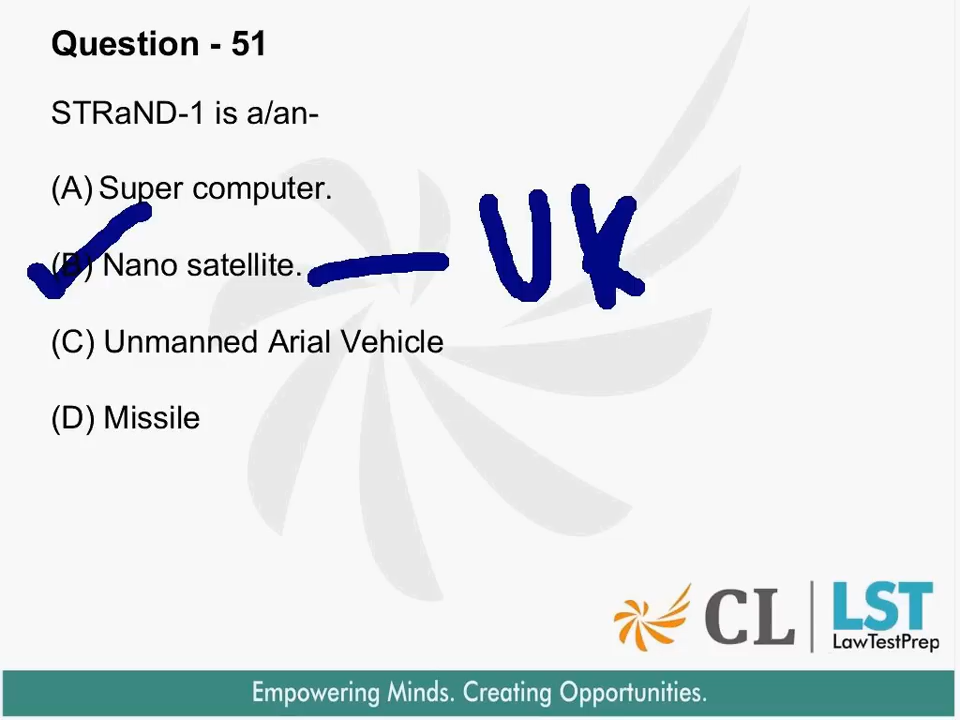 Question - 51
STRaND-1 is a/an-
(A) Super computer.
(B) Nano satellite. — UK
(C) Unmanned Arial Vehicle
(D) Missile
CL LST
LawTestPrep
Empowering Minds. Creating Opportunities.